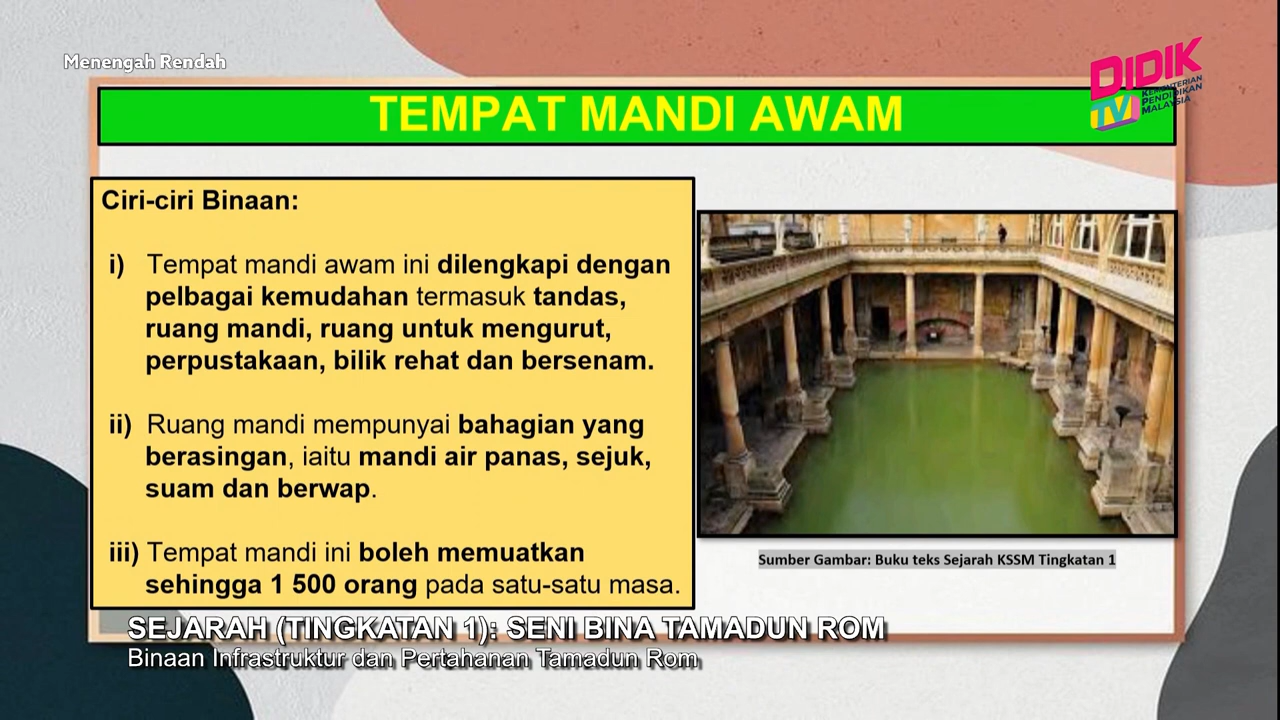 Menengah Rendah
DIDIK
TV
KEMENTERIAN
PENDIDIKAN
MALAYSIA
TEMPAT MANDI AWAM
Ciri-ciri Binaan:
i) Tempat mandi awam ini dilengkapi dengan
pelbagai kemudahan termasuk tandas,
ruang mandi, ruang untuk mengurut,
perpustakaan, bilik rehat dan bersenam.
ii) Ruang mandi mempunyai bahagian yang
berasingan, iaitu mandi air panas, sejuk,
suam dan berwap.
iii) Tempat mandi ini boleh memuatkan
sehingga 1 500 orang pada satu-satu masa.
Sumber Gambar: Buku teks Sejarah KSSM Tingkatan 1
SEJARAH (TINGKATAN 1): SENI BINA TAMADUN ROM
Binaan Infrastruktur dan Pertahanan Tamadun Rom